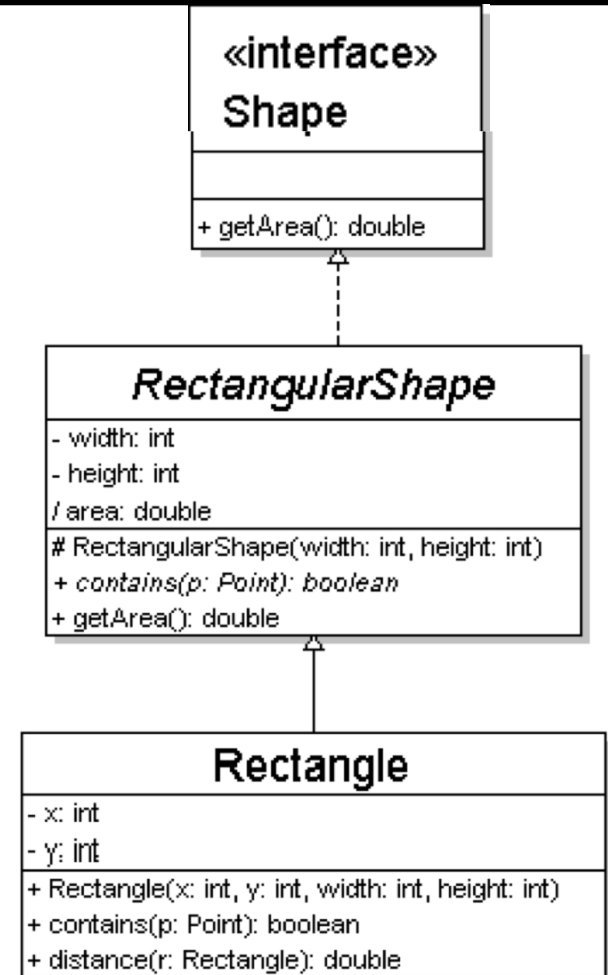 «interface»
Shape
+ getArea(): double
RectangularShape
- width: int
- height: int
/ area: double
# RectangularShape(width: int, height: int)
+ contains(p: Point): boolean
+ getArea(): double
Rectangle
- x: int
- y: int
+ Rectangle(x: int, y: int, width: int, height: int)
+ contains(p: Point): boolean
+ distance(r: Rectangle): double